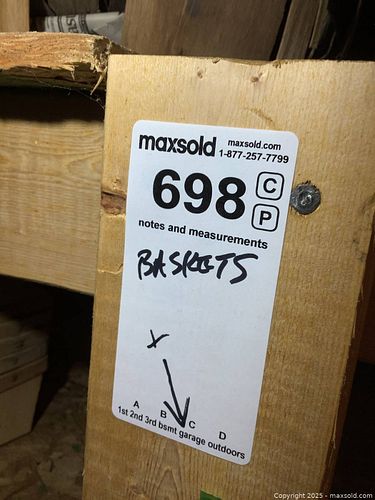 maxsold maxsold.com
1-877-257-7799
698 C
P
notes and measurements
BASKETS
x
A B C D
1st 2nd 3rd bsmt garage outdoors
Copyright © 2025 - maxsold.com